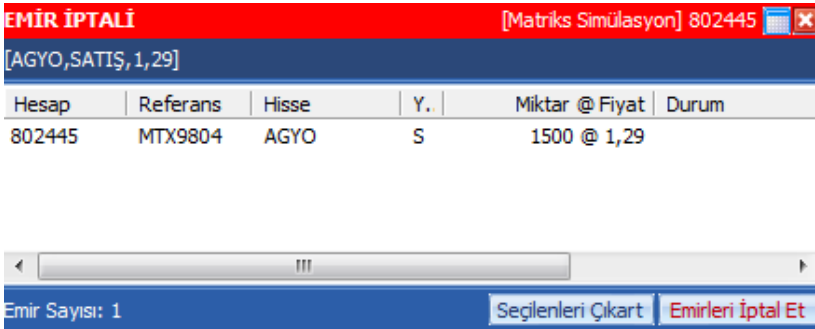 EMİR İPTALİ [Matriks Simülasyon] 802445
[AGYO,SATIŞ,1,29]
Hesap Referans Hisse Y.. Miktar @ Fiyat Durum
802445 MTX9804 AGYO S 1500 @ 1,29
Emir Sayısı: 1 Seçilenleri Çıkart Emirleri İptal Et